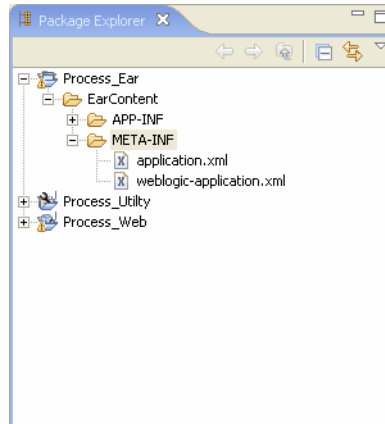 Package Explorer
Process_Ear
EarContent
APP-INF
META-INF
application.xml
weblogic-application.xml
Process_Utilty
Process_Web